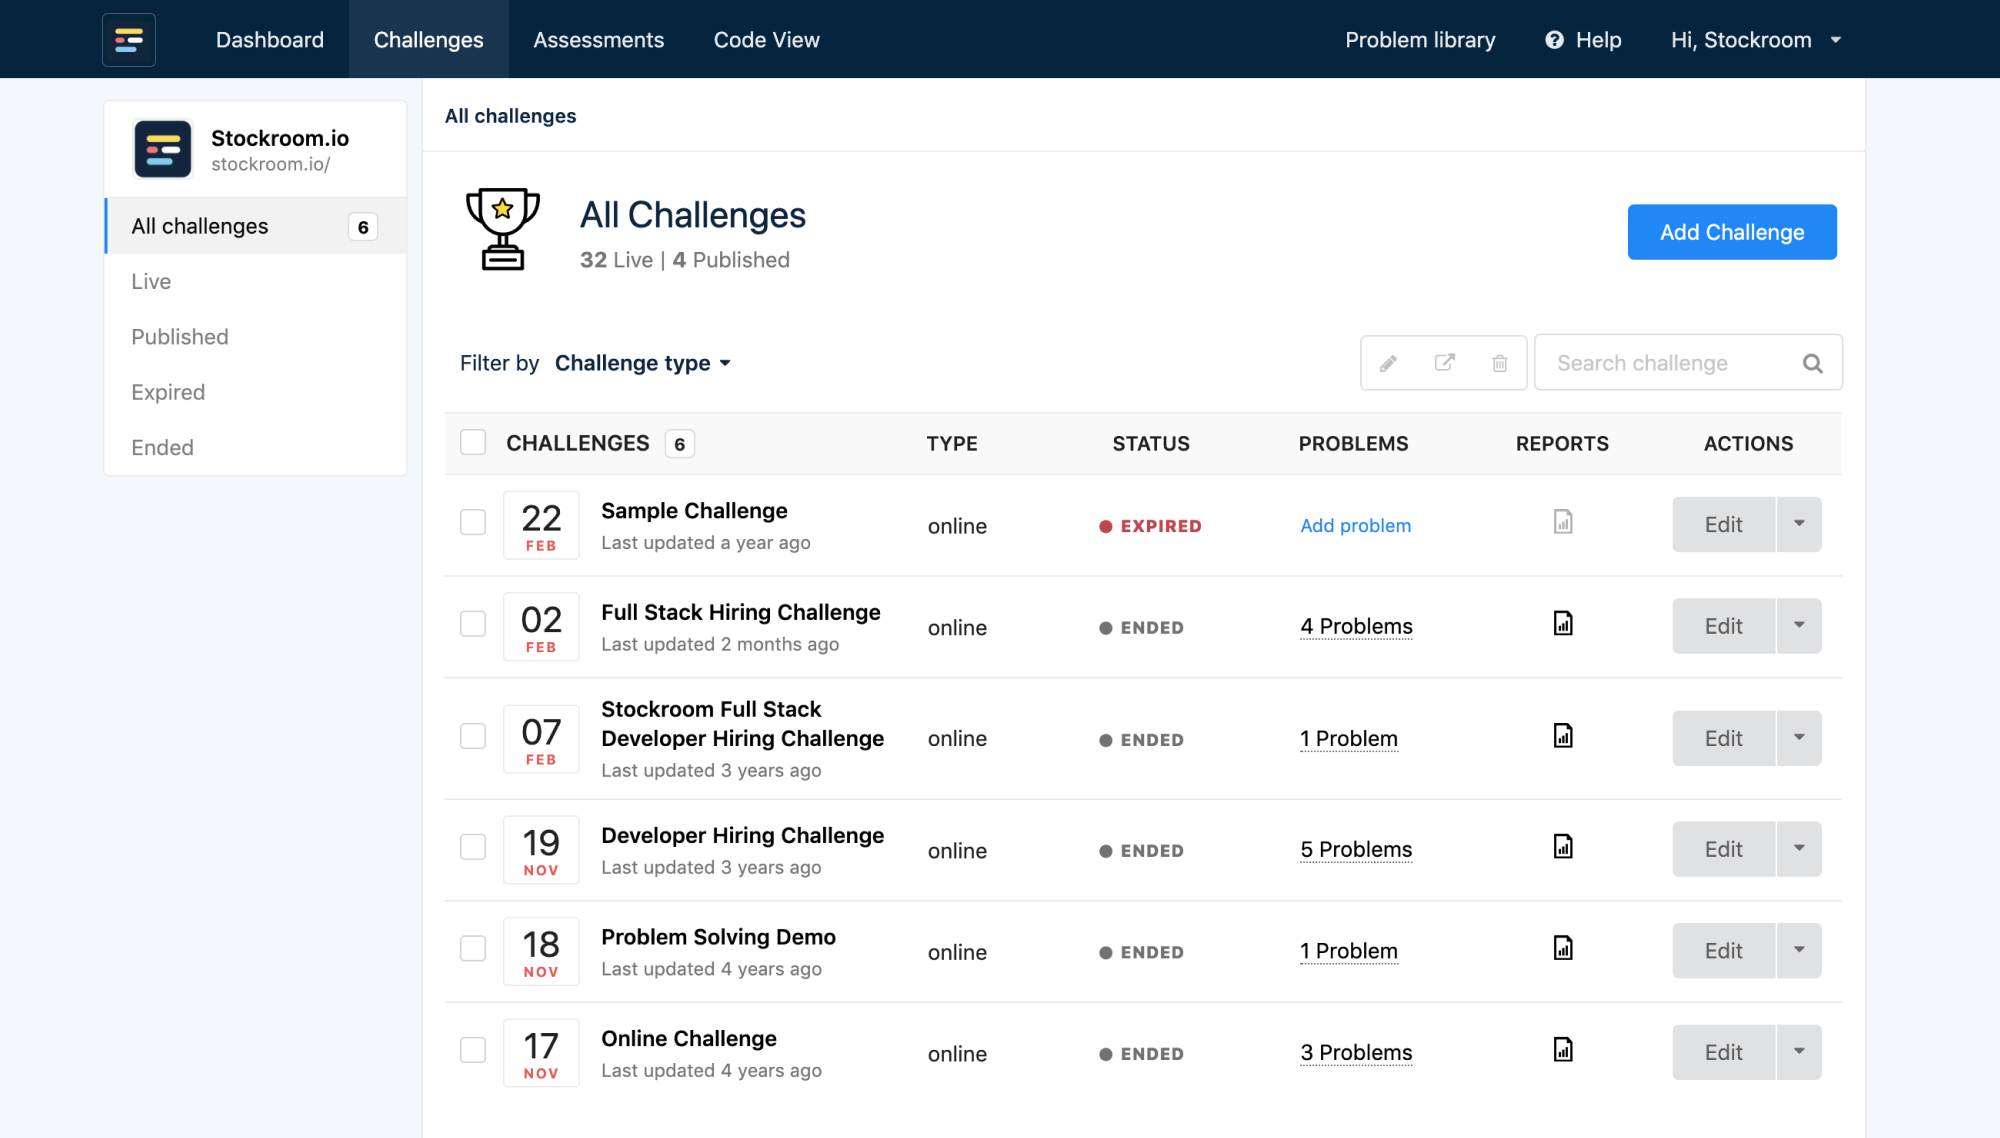 Dashboard
Challenges
Assessments
Code View
Problem library
Help
Hi, Stockroom
Stockroom.io
stockroom.io/
All challenges 6
Live
Published
Expired
Ended
All challenges
All Challenges
32 Live | 4 Published
Add Challenge
Filter by Challenge type
Search challenge
CHALLENGES 6 TYPE STATUS PROBLEMS REPORTS ACTIONS
22
FEB
Sample Challenge
Last updated a year ago
online
EXPIRED
Add problem
Edit
02
FEB
Full Stack Hiring Challenge
Last updated 2 months ago
online
ENDED
4 Problems
Edit
07
FEB
Stockroom Full Stack
Developer Hiring Challenge
Last updated 3 years ago
online
ENDED
1 Problem
Edit
19
NOV
Developer Hiring Challenge
Last updated 3 years ago
online
ENDED
5 Problems
Edit
18
NOV
Problem Solving Demo
Last updated 4 years ago
online
ENDED
1 Problem
Edit
17
NOV
Online Challenge
Last updated 4 years ago
online
ENDED
3 Problems
Edit